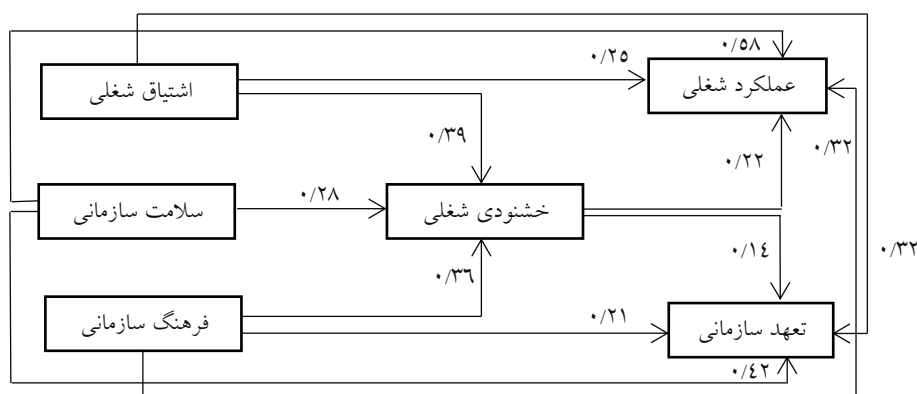 ۰/۵۸
۰/۲۵
عملکرد شغلی
اشتیاق شغلی
۰/۳۹
۰/۳۲
۰/۲۲
۰/۲۸
خشنودی شغلی
سلامت سازمانی
۰/۳۲
۰/۱۴
۰/۳۶
۰/۲۱
فرهنگ سازمانی
تعهد سازمانی
۰/۴۲